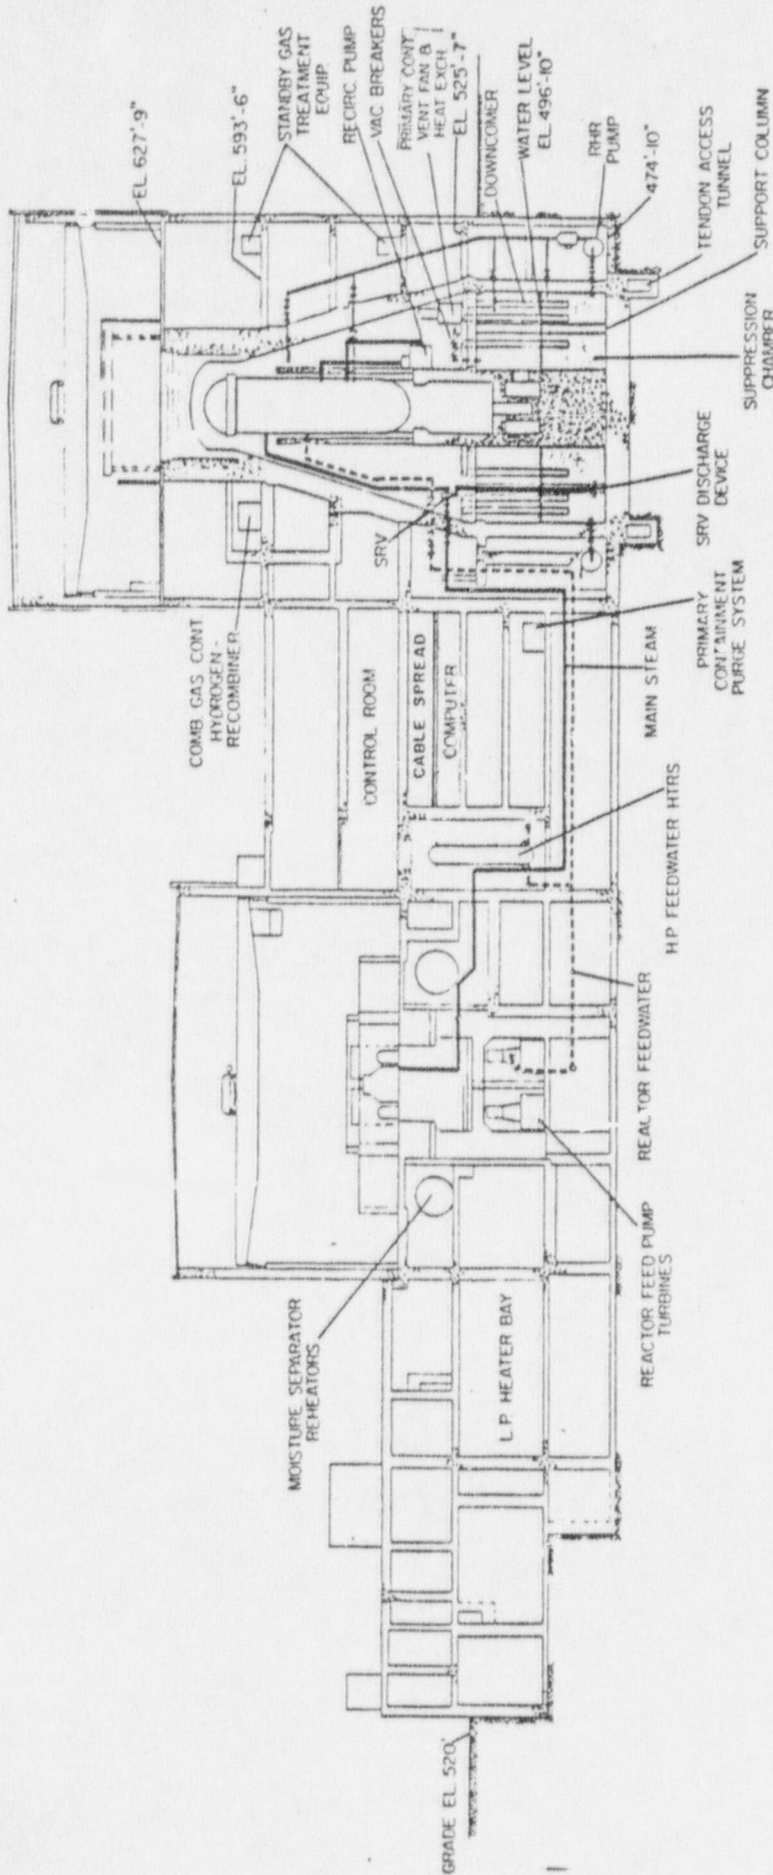 EL. 627'-9"
EL. 593'-6"
STANDBY GAS
TREATMENT
EQUIP.
RECIRC. PUMP
VAC BREAKERS
PRIMARY CONT
VENT FAN &
HEAT EXCH
EL. 525'-7"
DOWNCOMER
WATER LEVEL
EL. 496'-10"
RHR
PUMP
474'-10"
TENDON ACCESS
TUNNEL
SUPPORT COLUMN
SUPPRESSION
CHAMBER
SRV DISCHARGE
DEVICE
SRV
COMB GAS CONT
HYDROGEN -
RECOMBINER
CONTROL ROOM
CABLE SPREAD
COMPUTER
PRIMARY
CONTAINMENT
PURGE SYSTEM
MAIN STEAM
H.P FEEDWATER HTRS
REACTOR FEEDWATER
REACTOR FEED PUMP
TURBINES
MOISTURE SEPARATOR
REHEATORS
L.P. HEATER BAY
GRADE EL. 520'